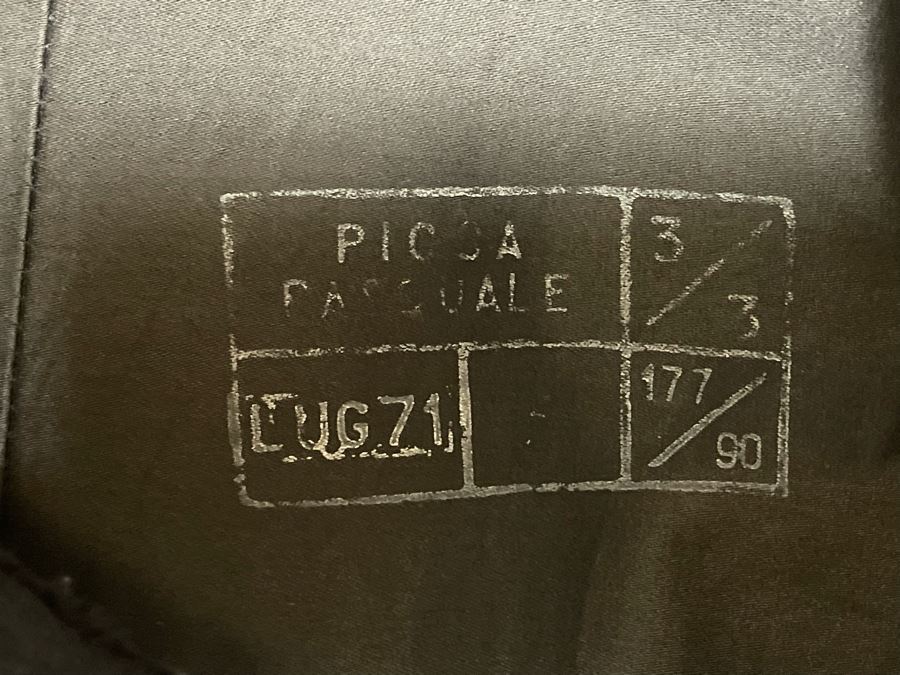 PICCA
PASQUALE
3/3
LUG71
177/90